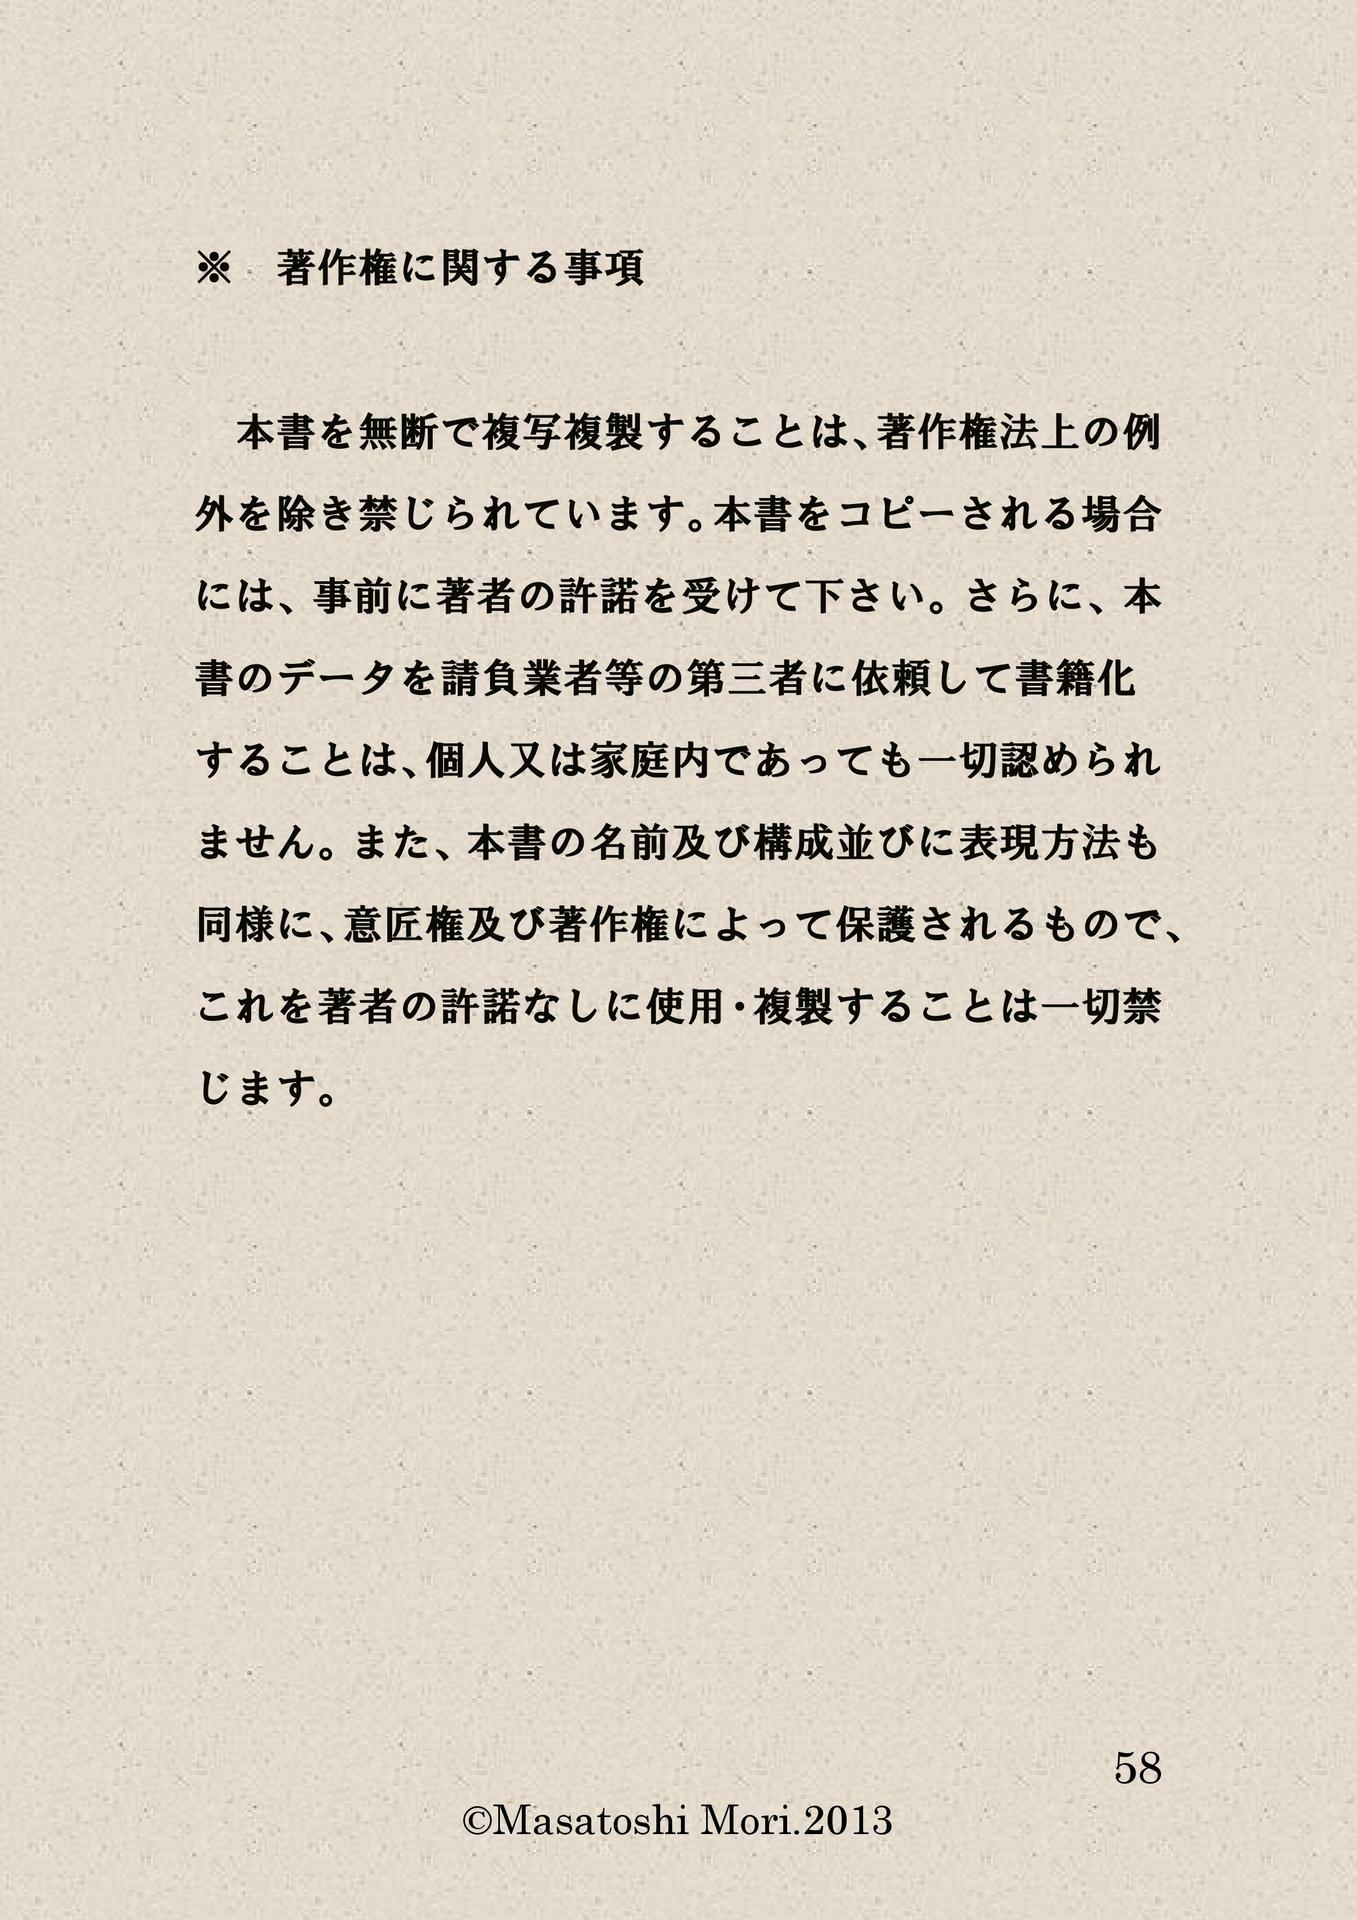 ※　著作権に関する事項
　本書を無断で複写複製することは、著作権法上の例
外を除き禁じられています。本書をコピーされる場合
には、事前に著者の許諾を受けて下さい。さらに、本
書のデータを請負業者等の第三者に依頼して書籍化
することは、個人又は家庭内であっても一切認められ
ません。また、本書の名前及び構成並びに表現方法も
同様に、意匠権及び著作権によって保護されるもので、
これを著者の許諾なしに使用・複製することは一切禁
じます。
58
©Masatoshi Mori.2013